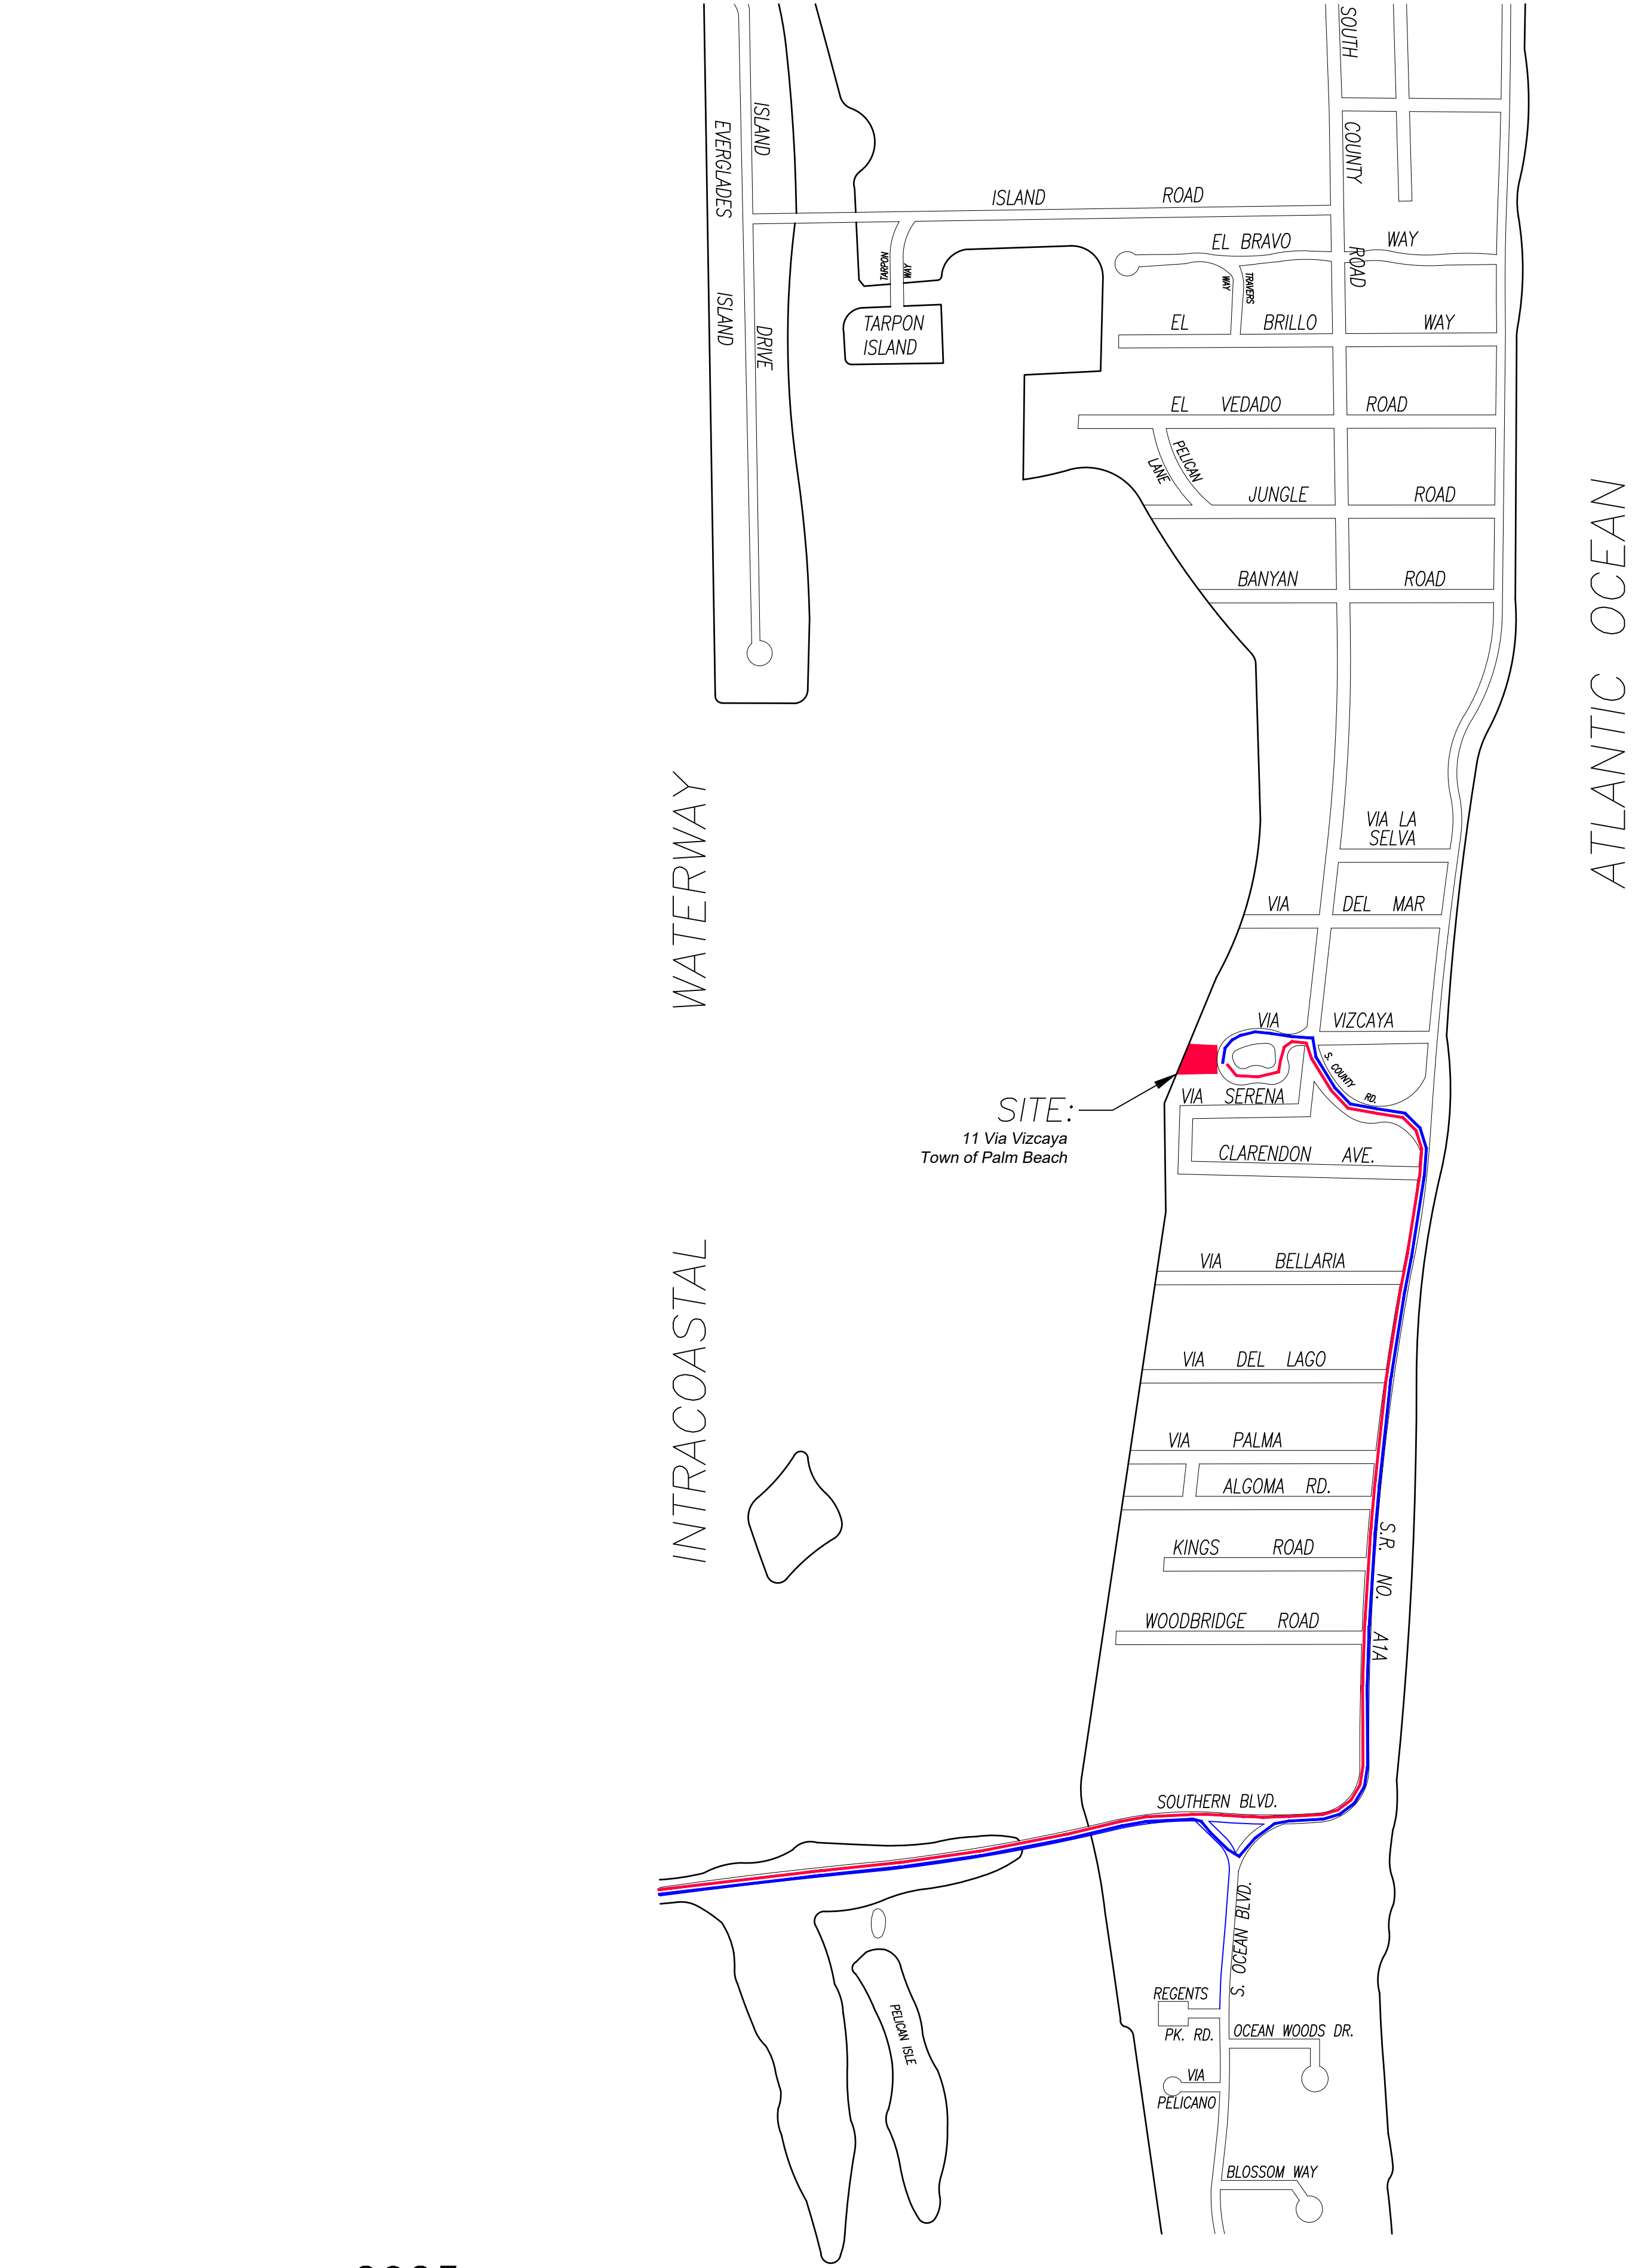 SOUTH
COUNTY
ROAD
ISLAND
DRIVE
EVERGLADES
ISLAND
ISLAND ROAD
EL BRAVO WAY
TARPON
WAY
TRAVERS
WAY
TARPON
ISLAND
EL BRILLO WAY
EL VEDADO ROAD
PELICAN
LANE
JUNGLE ROAD
BANYAN ROAD
ATLANTIC OCEAN
VIA LA
SELVA
VIA DEL MAR
VIA VIZCAYA
S. COUNTY RD.
VIA SERENA
SITE:
11 Via Vizcaya
Town of Palm Beach
CLARENDON AVE.
INTRACOASTAL WATERWAY
VIA BELLARIA
VIA DEL LAGO
VIA PALMA
ALGOMA RD.
KINGS ROAD
S.R. NO. A1A
WOODBRIDGE ROAD
SOUTHERN BLVD.
S. OCEAN BLVD.
REGENTS
PK. RD.
OCEAN WOODS DR.
PELICAN ISLE
VIA
PELICANO
BLOSSOM WAY